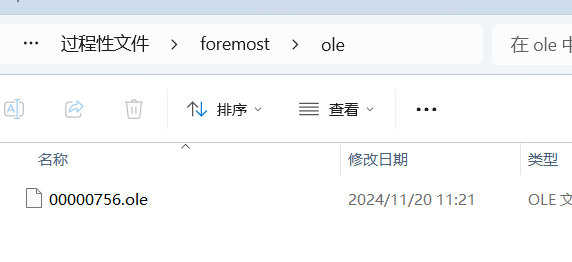 ··· 过程性文件 > foremost > ole 在 ole 中
排序 查看 ···
名称 修改日期 类型
00000756.ole 2024/11/20 11:21 OLE 文